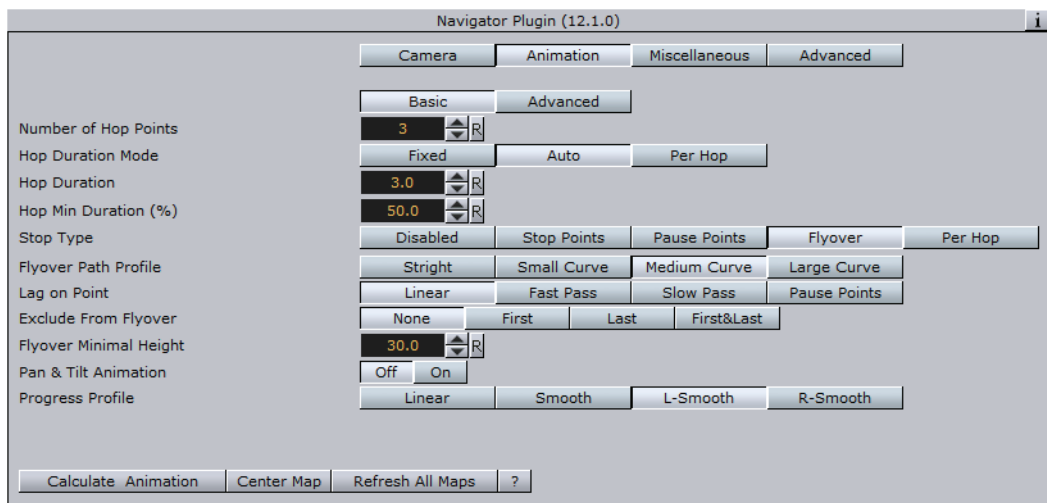 Navigator Plugin (12.1.0) i
Camera Animation Miscellaneous Advanced
Basic Advanced
Number of Hop Points 3 R
Hop Duration Mode Fixed Auto Per Hop
Hop Duration 3.0 R
Hop Min Duration (%) 50.0 R
Stop Type Disabled Stop Points Pause Points Flyover Per Hop
Flyover Path Profile Stright Small Curve Medium Curve Large Curve
Lag on Point Linear Fast Pass Slow Pass Pause Points
Exclude From Flyover None First Last First&Last
Flyover Minimal Height 30.0 R
Pan & Tilt Animation Off On
Progress Profile Linear Smooth L-Smooth R-Smooth
Calculate Animation Center Map Refresh All Maps ?